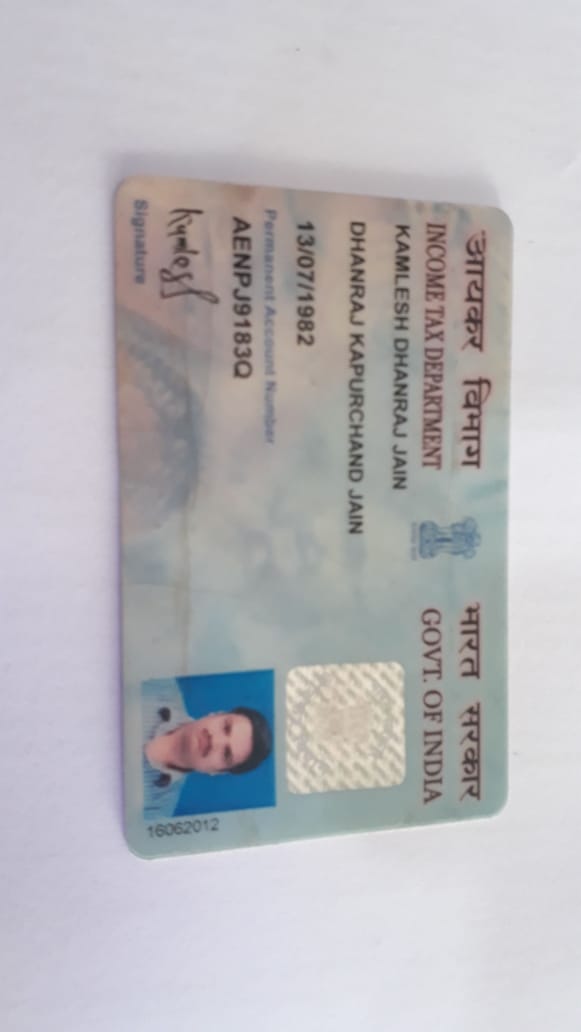 आयकर विभाग
INCOME TAX DEPARTMENT
भारत सरकार
GOVT. OF INDIA
KAMLESH DHANRAJ JAIN
DHANRAJ KAPURCHAND JAIN
13/07/1982
Permanent Account Number
AENPJ9183Q
Kamlesh
Signature
16062012